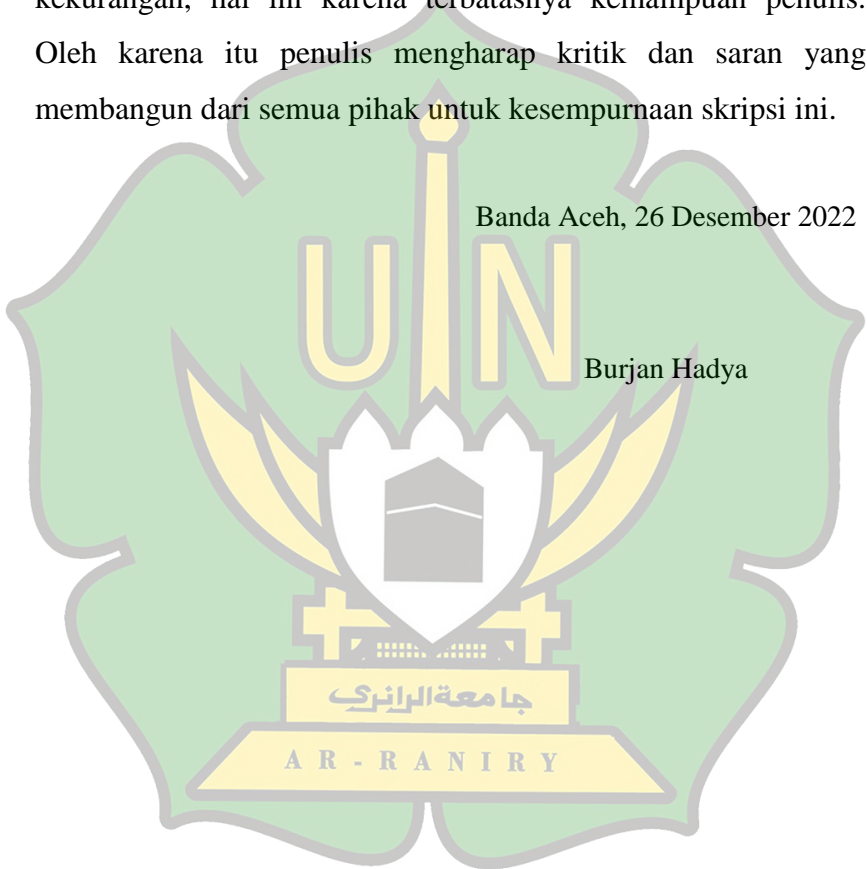 kekurangan, hal ini karena terbatasnya kemampuan penulis.
Oleh karena itu penulis mengharap kritik dan saran yang
membangun dari semua pihak untuk kesempurnaan skripsi ini.
Banda Aceh, 26 Desember 2022
UIN
Burjan Hadya
جامعة الرانري
AR-RANIRY